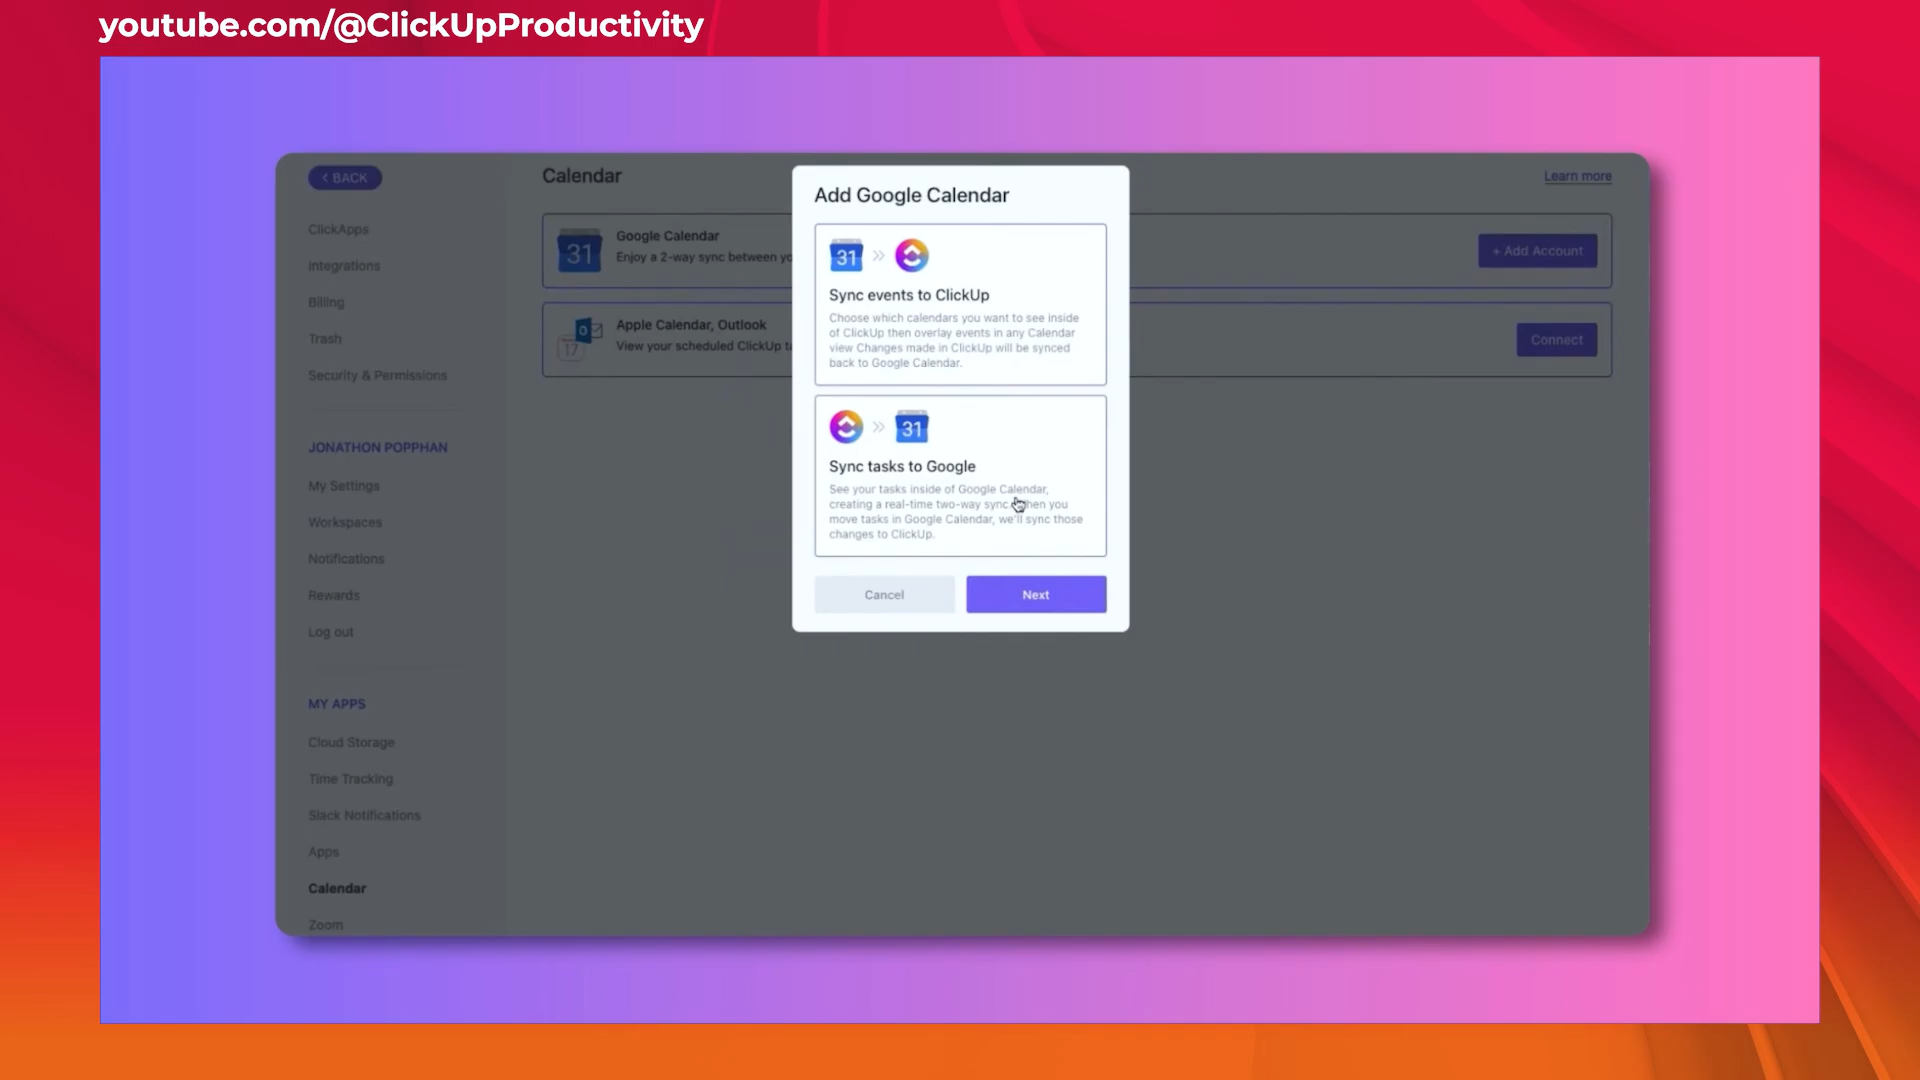 youtube.com/@ClickUpProductivity
< BACK
ClickApps
Integrations
Billing
Trash
Security & Permissions
JONATHON POPPHAN
My Settings
Workspaces
Notifications
Rewards
Log out
MY APPS
Cloud Storage
Time Tracking
Slack Notifications
Apps
Calendar
Zoom
Calendar
Learn more
31
Google Calendar
Enjoy a 2-way sync between
+ Add Account
17
Apple Calendar, Outlook
View your scheduled ClickUp
Connect
Add Google Calendar
31 »
Sync events to ClickUp
Choose which calendars you want to see inside
of ClickUp then overlay events in any Calendar
view Changes made in ClickUp will be synced
back to Google Calendar.
» 31
Sync tasks to Google
See your tasks inside of Google Calendar,
creating a real-time two-way sync. you
move tasks in Google Calendar, we'll sync those
changes to ClickUp.
Cancel
Next